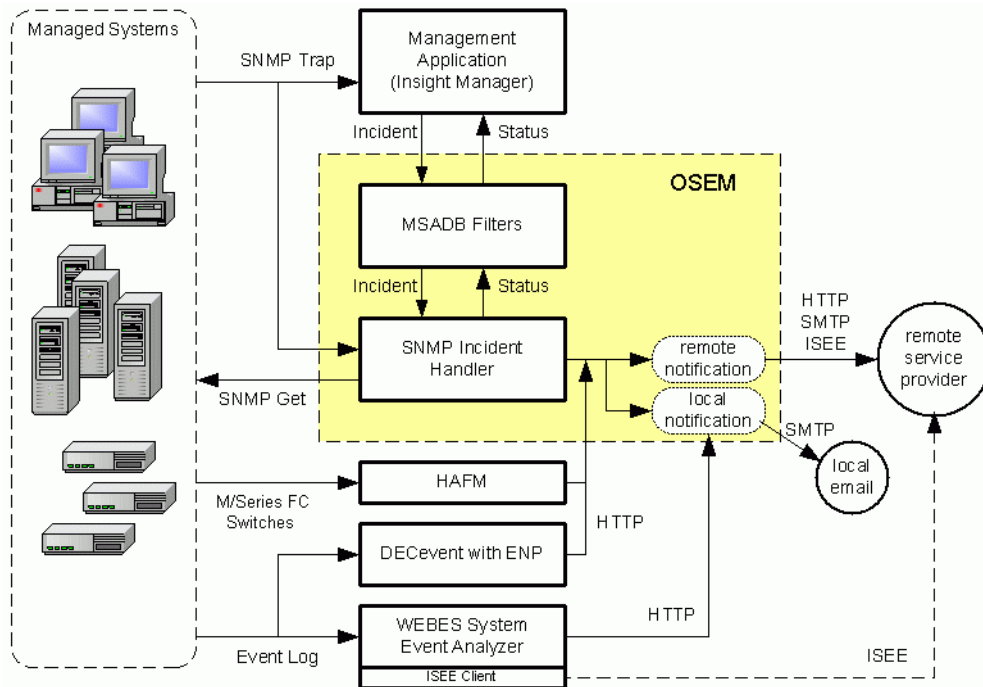 Managed Systems
SNMP Trap
Management
Application
(Insight Manager)
Incident
Status
OSEM
MSADB Filters
Incident
Status
SNMP Incident
Handler
SNMP Get
remote
notification
local
notification
HTTP
SMTP
ISEE
remote
service
provider
SMTP
local
email
HAFM
M/Series FC
Switches
HTTP
DECevent with ENP
WEBES System
Event Analyzer
ISEE Client
Event Log
HTTP
ISEE